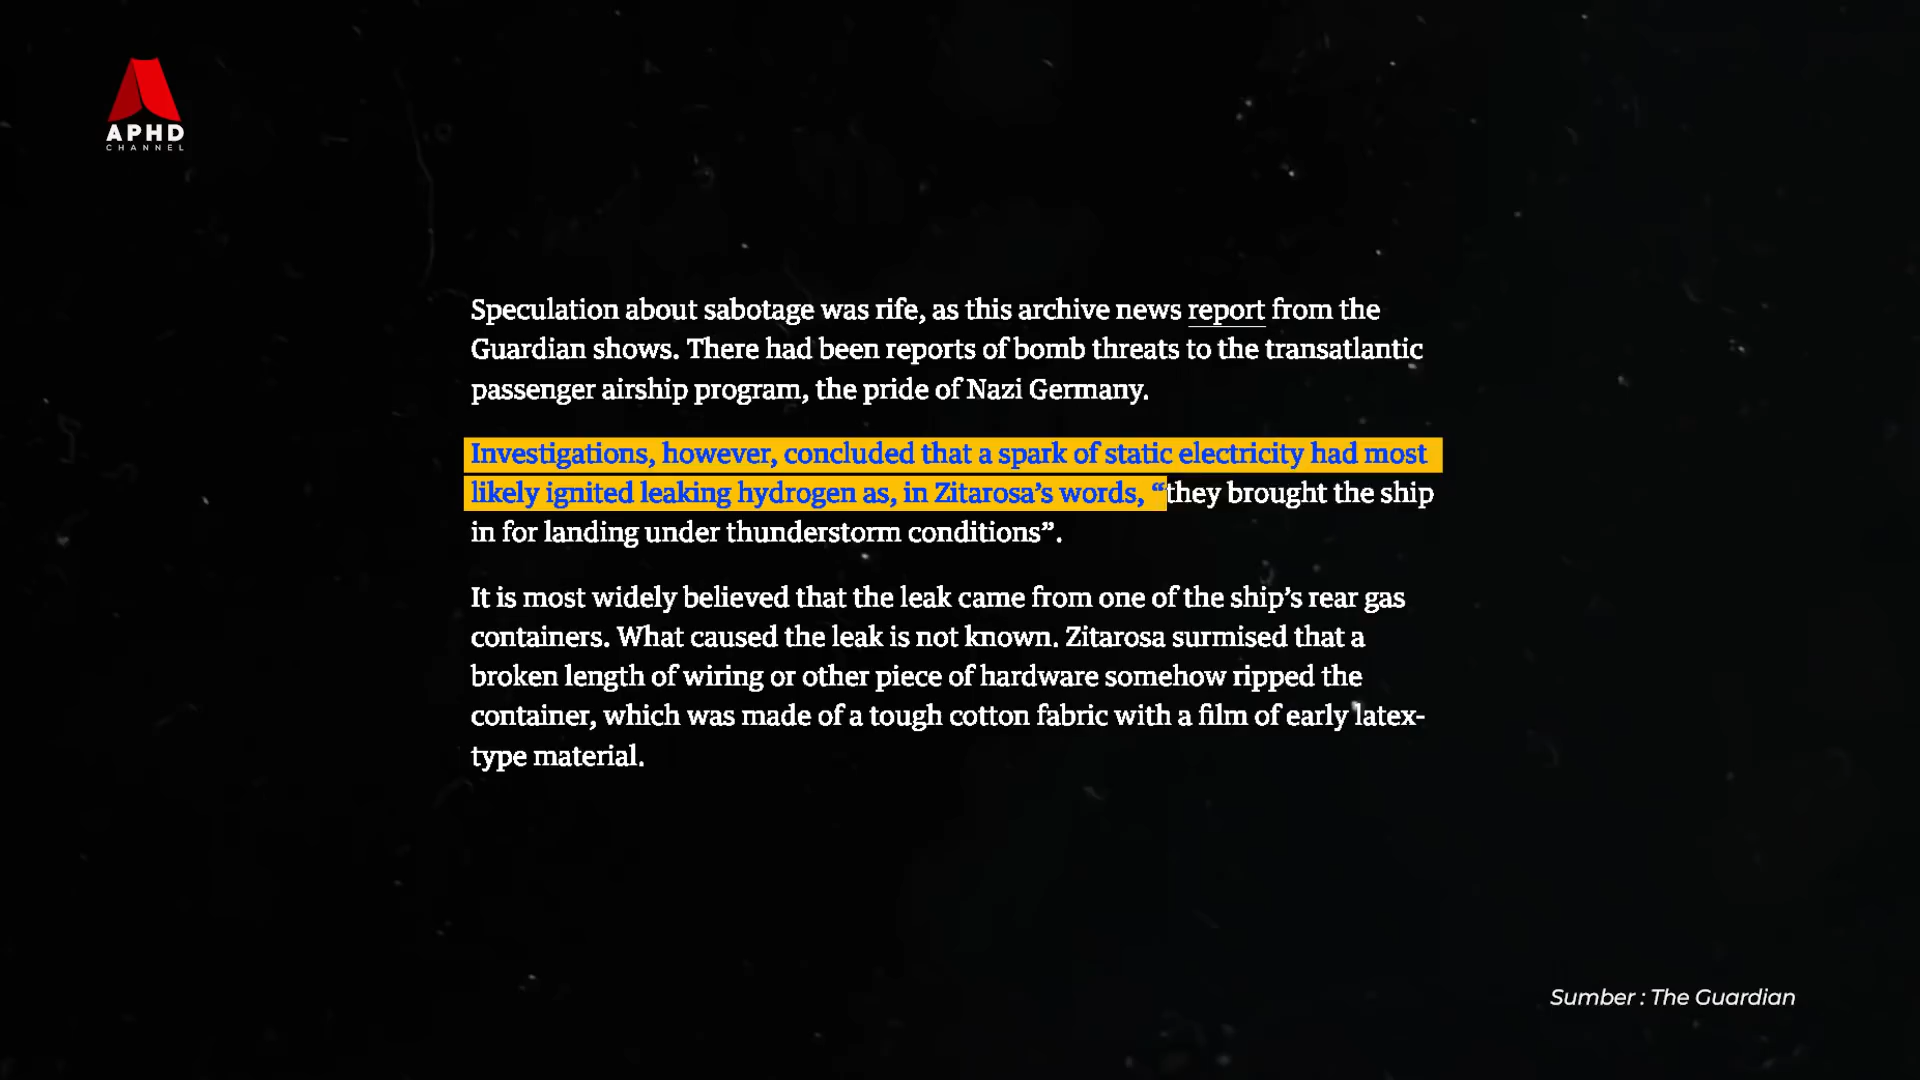 APHD
CHANNEL
Speculation about sabotage was rife, as this archive news report from the
Guardian shows. There had been reports of bomb threats to the transatlantic
passenger airship program, the pride of Nazi Germany.
Investigations, however, concluded that a spark of static electricity had most
likely ignited leaking hydrogen as, in Zitarosa’s words, “they brought the ship
in for landing under thunderstorm conditions”.
It is most widely believed that the leak came from one of the ship’s rear gas
containers. What caused the leak is not known. Zitarosa surmised that a
broken length of wiring or other piece of hardware somehow ripped the
container, which was made of a tough cotton fabric with a film of early latex-
type material.
Sumber : The Guardian